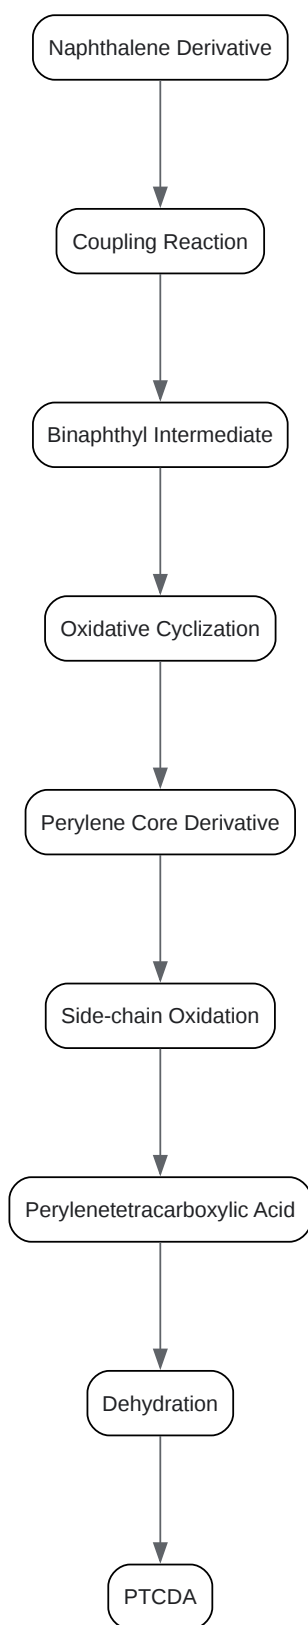 Naphthalene Derivative
Coupling Reaction
Binaphthyl Intermediate
Oxidative Cyclization
Perylene Core Derivative
Side-chain Oxidation
Perylenetetracarboxylic Acid
Dehydration
PTCDA